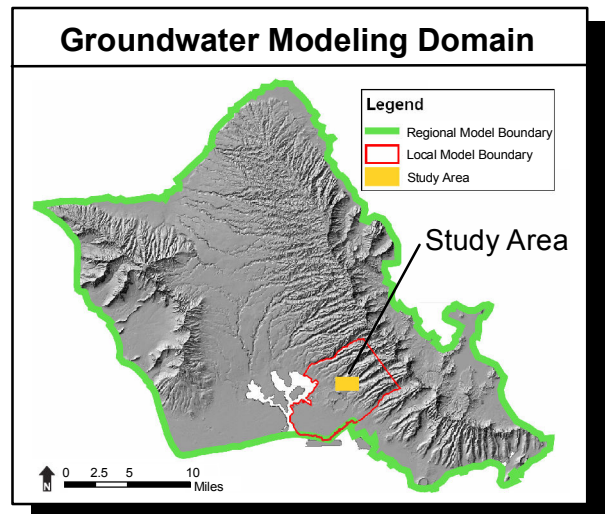 Groundwater Modeling Domain
Legend
Regional Model Boundary
Local Model Boundary
Study Area
Study Area
N
0 2.5 5 10
Miles